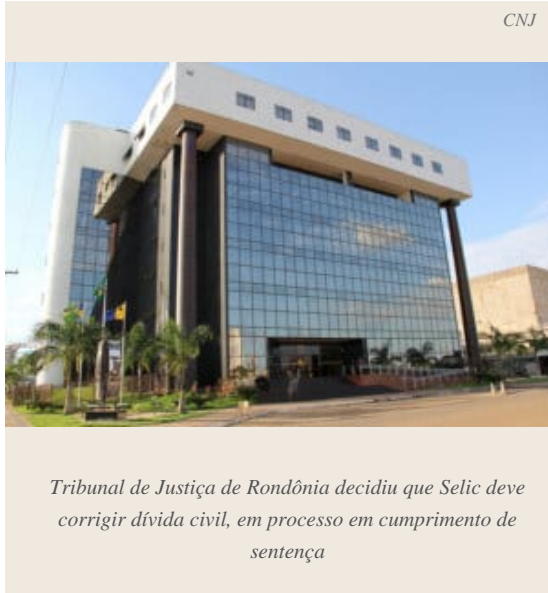 CNJ
Tribunal de Justiça de Rondônia decidiu que Selic deve
corrigir dívida civil, em processo em cumprimento de
sentença